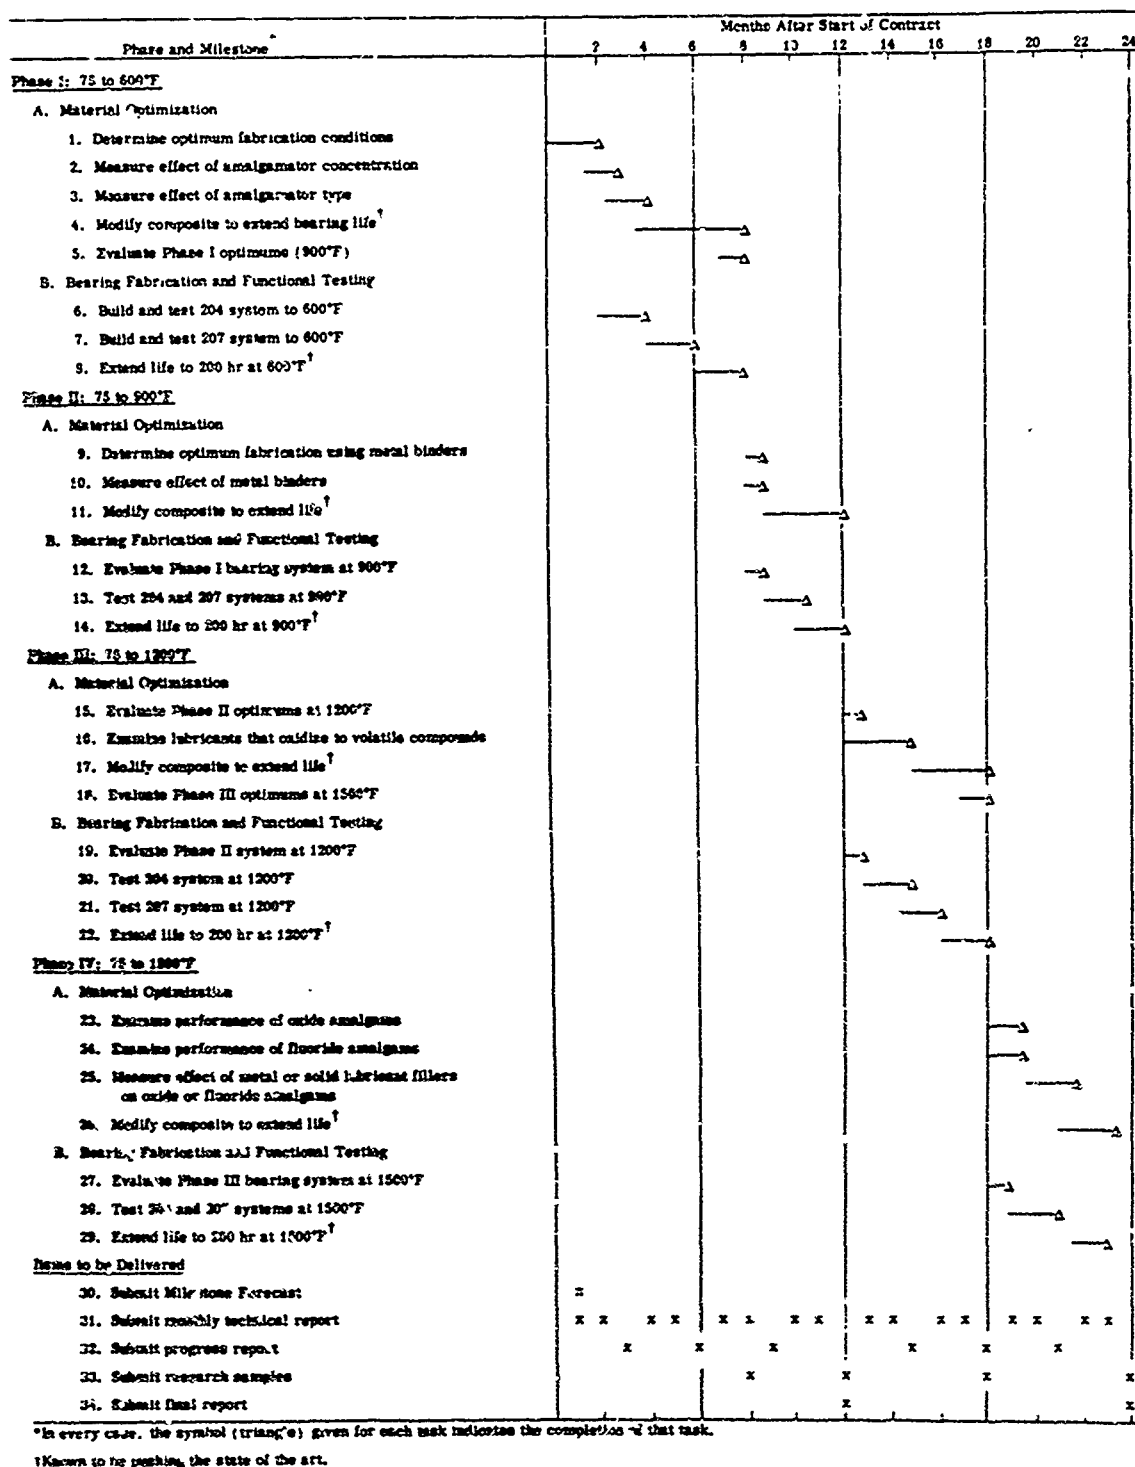 Months After Start of Contract
Phase and Milestone*
2 4 6 8 10 12 14 16 18 20 22 24
Phase I: 75 to 600°F
A. Material Optimization
1. Determine optimum fabrication conditions
2. Measure effect of amalgamator concentration
3. Measure effect of amalgamator type
4. Modify composite to extend bearing life†
5. Evaluate Phase I optimums (900°F)
B. Bearing Fabrication and Functional Testing
6. Build and test 204 system to 600°F
7. Build and test 207 system to 600°F
8. Extend life to 200 hr at 600°F†
Phase II: 75 to 900°F
A. Material Optimization
9. Determine optimum fabrication using metal binders
10. Measure effect of metal binders
11. Modify composite to extend life†
B. Bearing Fabrication and Functional Testing
12. Evaluate Phase I bearing system at 900°F
13. Test 204 and 207 systems at 900°F
14. Extend life to 200 hr at 900°F†
Phase III: 75 to 1200°F
A. Material Optimization
15. Evaluate Phase II optimums at 1200°F
16. Examine lubricants that oxidize to volatile compounds
17. Modify composite to extend life†
18. Evaluate Phase III optimums at 1500°F
B. Bearing Fabrication and Functional Testing
19. Evaluate Phase II system at 1200°F
20. Test 204 system at 1200°F
21. Test 207 system at 1200°F
22. Extend life to 200 hr at 1200°F†
Phase IV: 75 to
A. Material Optimization
23. Examine performance of oxide amalgams
24. Examine performance of fluoride amalgams
25. Measure effect of metal or solid lubricant fillers
on oxide or fluoride amalgams
26. Modify composite to extend life†
B. Bearing Fabrication and Functional Testing
27. Evaluate Phase III bearing system at 1500°F
28. Test and systems at 1500°F
29. Extend life to hr at 1500°F†
Items to be Delivered
30. Submit Milestone Forecast
31. Submit monthly technical report
32. Submit progress report
33. Submit research samples
34. Submit final report
*In every case, the symbol (triangle) given for each task indicates the completion of that task.
†Known to be pushing the state of the art.